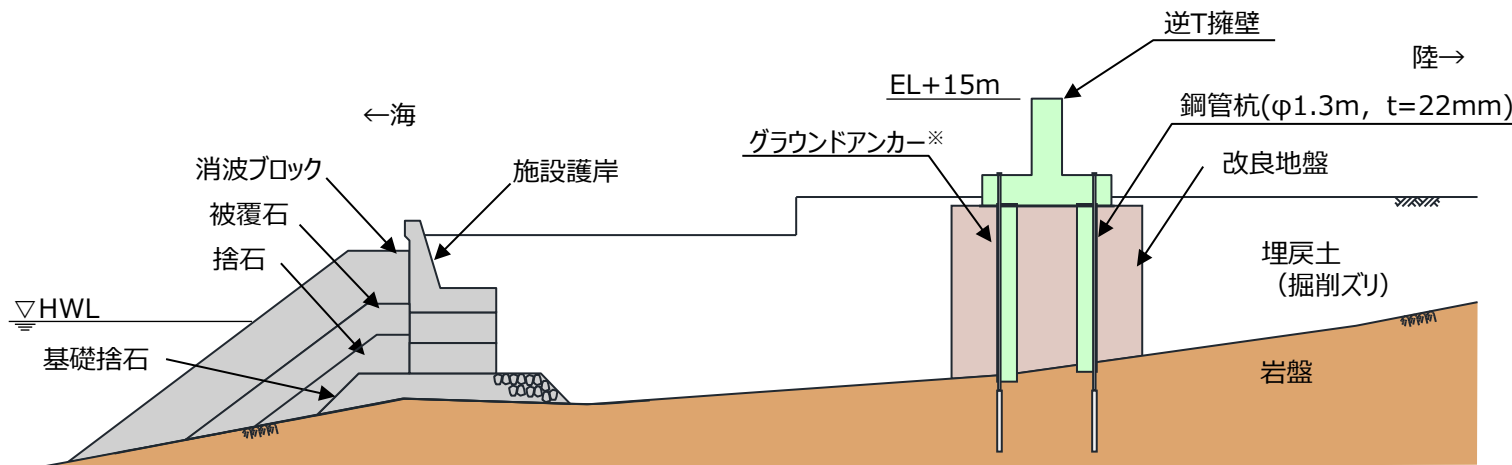 逆T擁壁
陸→
EL+15m
鋼管杭(φ1.3m，t=22mm)
←海
グラウンドアンカー※
消波ブロック
施設護岸
改良地盤
被覆石
捨石
埋戻土
（掘削ズリ）
▽HWL
基礎捨石
岩盤